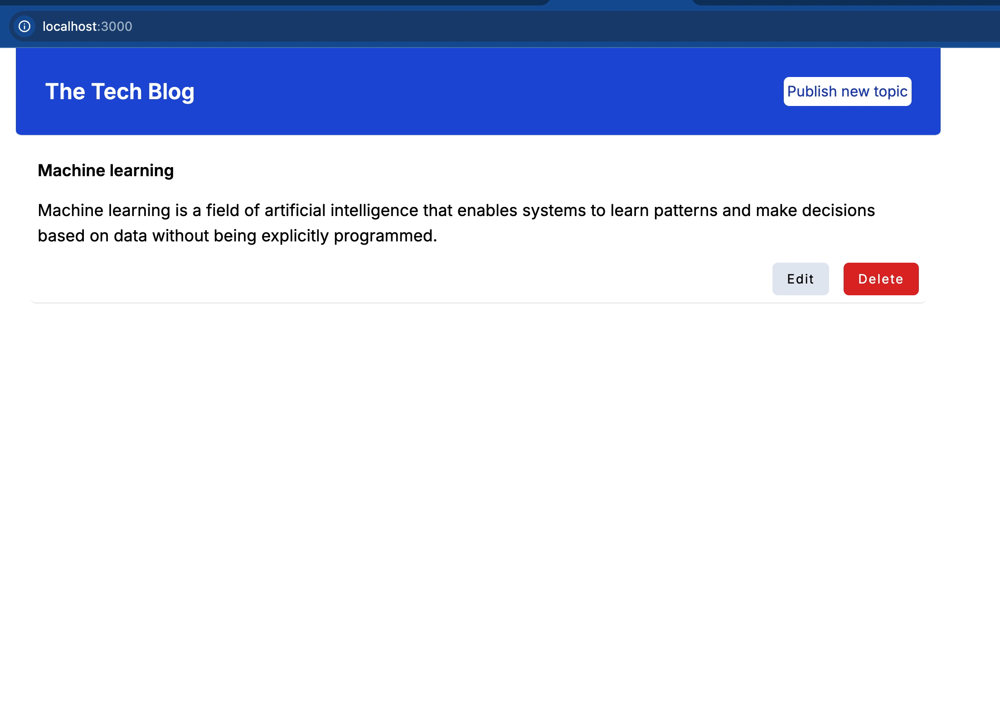 localhost:3000
The Tech Blog
Publish new topic
Machine learning
Machine learning is a field of artificial intelligence that enables systems to learn patterns and make decisions
based on data without being explicitly programmed.
Edit
Delete